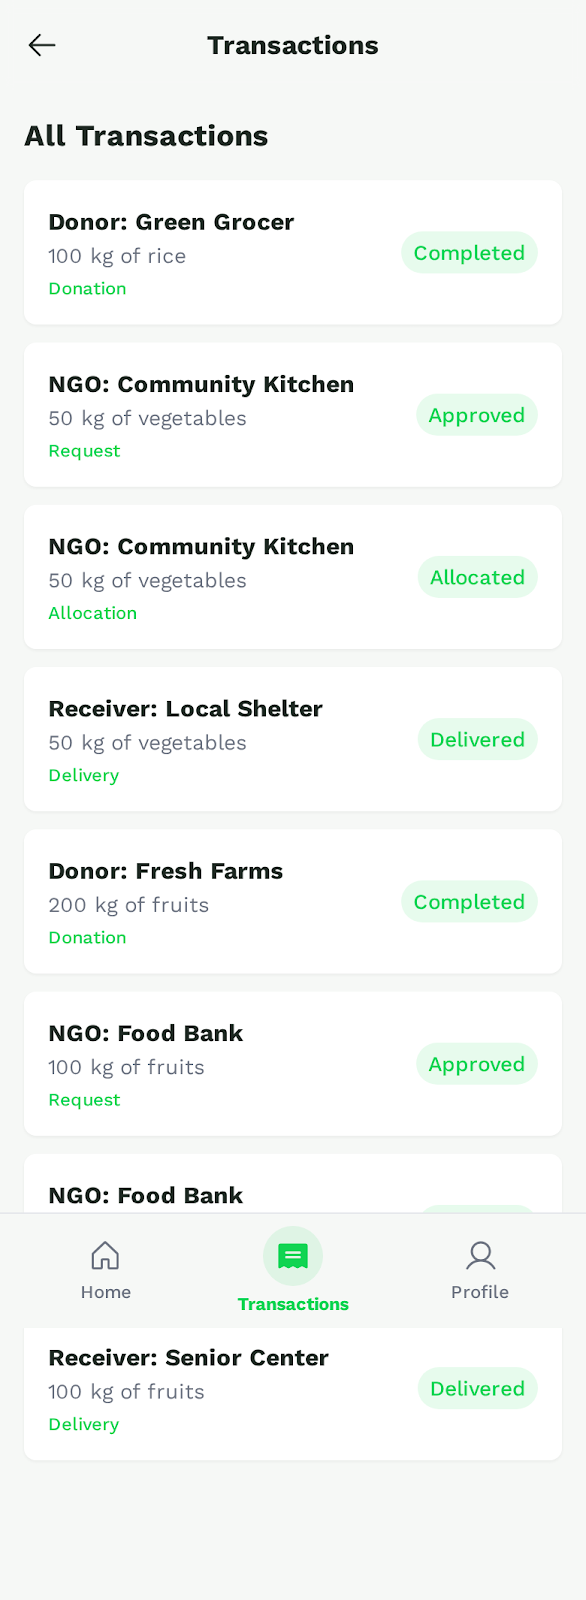 Transactions
All Transactions
Donor: Green Grocer
100 kg of rice
Donation
Completed
NGO: Community Kitchen
50 kg of vegetables
Request
Approved
NGO: Community Kitchen
50 kg of vegetables
Allocation
Allocated
Receiver: Local Shelter
50 kg of vegetables
Delivery
Delivered
Donor: Fresh Farms
200 kg of fruits
Donation
Completed
NGO: Food Bank
100 kg of fruits
Request
Approved
NGO: Food Bank
Home
Transactions
Profile
Receiver: Senior Center
100 kg of fruits
Delivery
Delivered